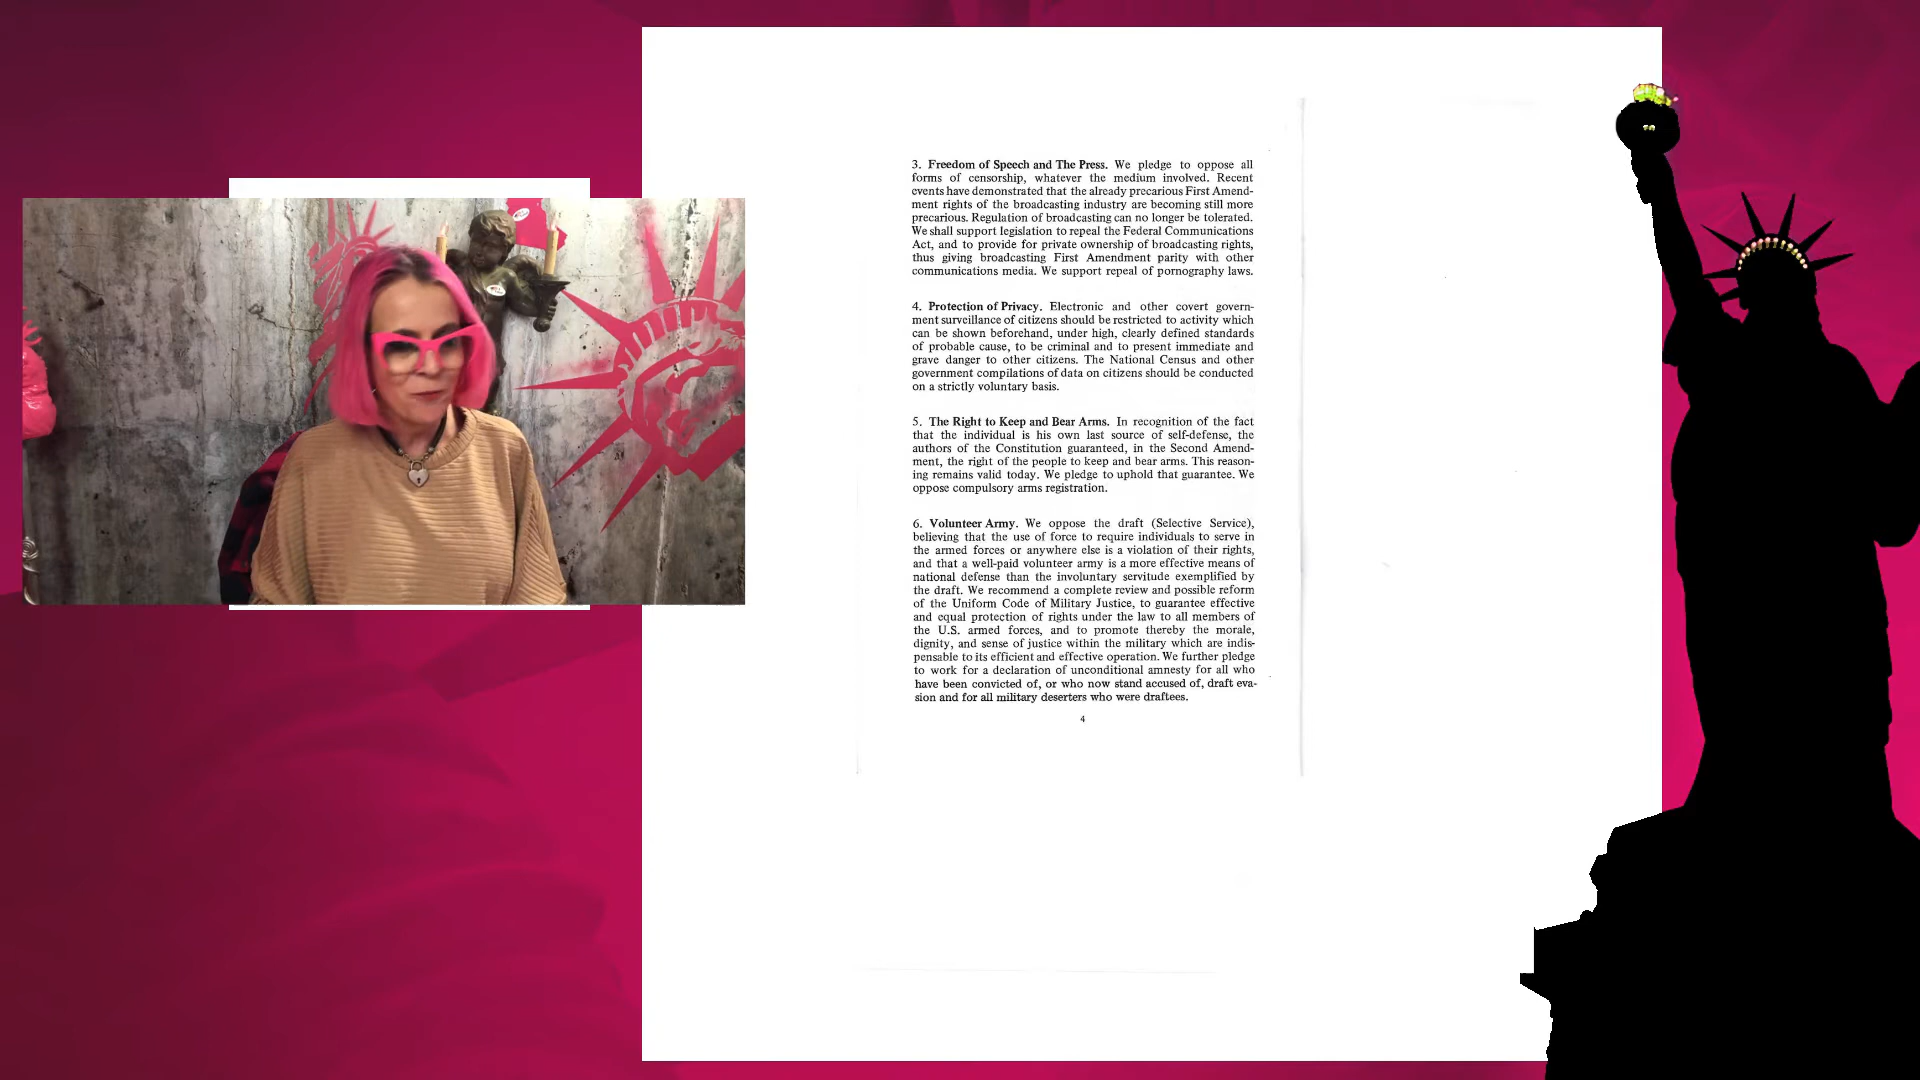 3. Freedom of Speech and The Press. We pledge to oppose all
forms of censorship, whatever the medium involved. Recent
events have demonstrated that the already precarious First Amend-
ment rights of the broadcasting industry are becoming still more
precarious. Regulation of broadcasting can no longer be tolerated.
We shall support legislation to repeal the Federal Communications
Act, and to provide for private ownership of broadcasting rights,
thus giving broadcasting First Amendment parity with other
communications media. We support repeal of pornography laws.
4. Protection of Privacy. Electronic and other covert govern-
ment surveillance of citizens should be restricted to activity which
can be shown beforehand, under high, clearly defined standards
of probable cause, to be criminal and to present immediate and
grave danger to other citizens. The National Census and other
government compilations of data on citizens should be conducted
on a strictly voluntary basis.
5. The Right to Keep and Bear Arms. In recognition of the fact
that the individual is his own last source of self-defense, the
authors of the Constitution guaranteed, in the Second Amend-
ment, the right of the people to keep and bear arms. This reason-
ing remains valid today. We pledge to uphold that guarantee. We
oppose compulsory arms registration.
6. Volunteer Army. We oppose the draft (Selective Service),
believing that the use of force to require individuals to serve in
the armed forces or anywhere else is a violation of their rights,
and that a well-paid volunteer army is a more effective means of
national defense than the involuntary servitude exemplified by
the draft. We recommend a complete review and possible reform
of the Uniform Code of Military Justice, to guarantee effective
and equal protection of rights under the law to all members of
the U.S. armed forces, and to promote thereby the morale,
dignity, and sense of justice within the military which are indis-
pensable to its efficient and effective operation. We further pledge
to work for a declaration of unconditional amnesty for all who
have been convicted of, or who now stand accused of, draft eva-
sion and for all military deserters who were draftees.
4